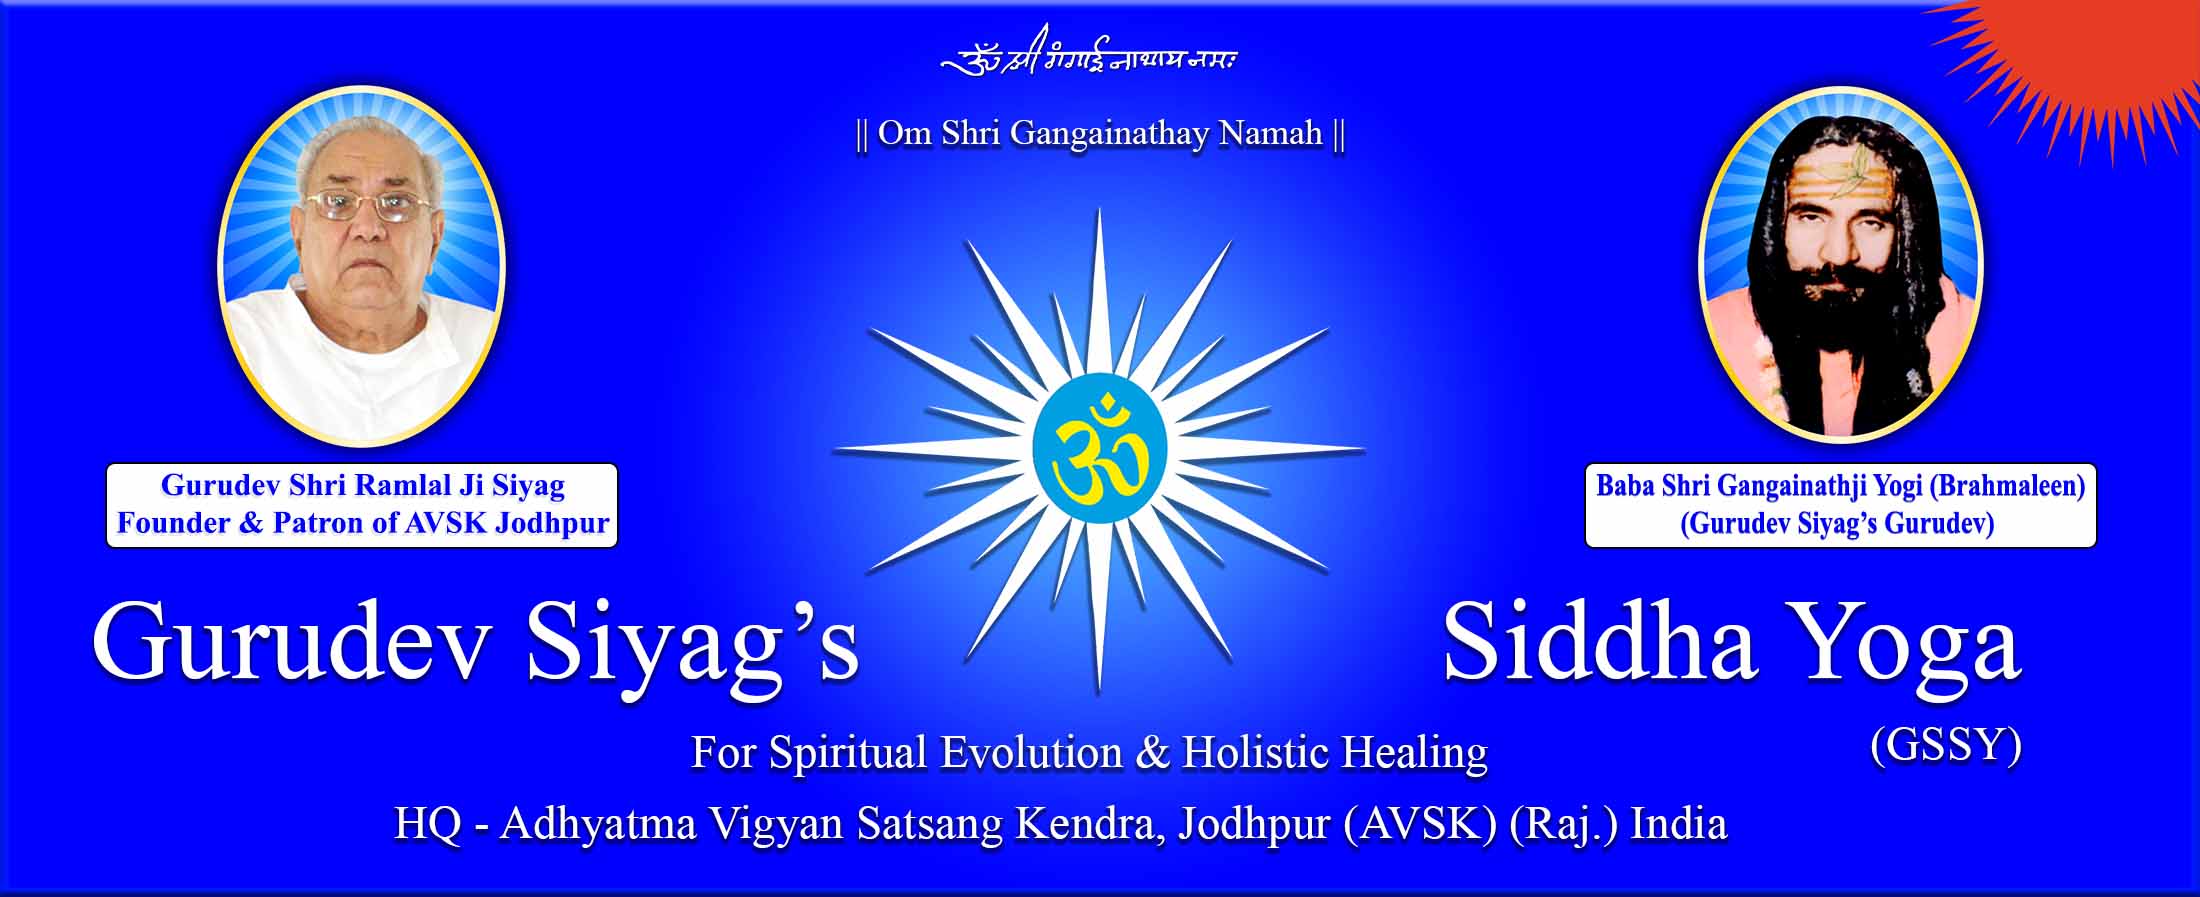 ॐ श्री गंगाई नाथाय नमः
|| Om Shri Gangainathay Namah ||
ॐ
Gurudev Shri Ramlal Ji Siyag
Founder & Patron of AVSK Jodhpur
Baba Shri Gangainathji Yogi (Brahmaleen)
(Gurudev Siyag’s Gurudev)
Gurudev Siyag’s Siddha Yoga
(GSSY)
For Spiritual Evolution & Holistic Healing
HQ - Adhyatma Vigyan Satsang Kendra, Jodhpur (AVSK) (Raj.) India